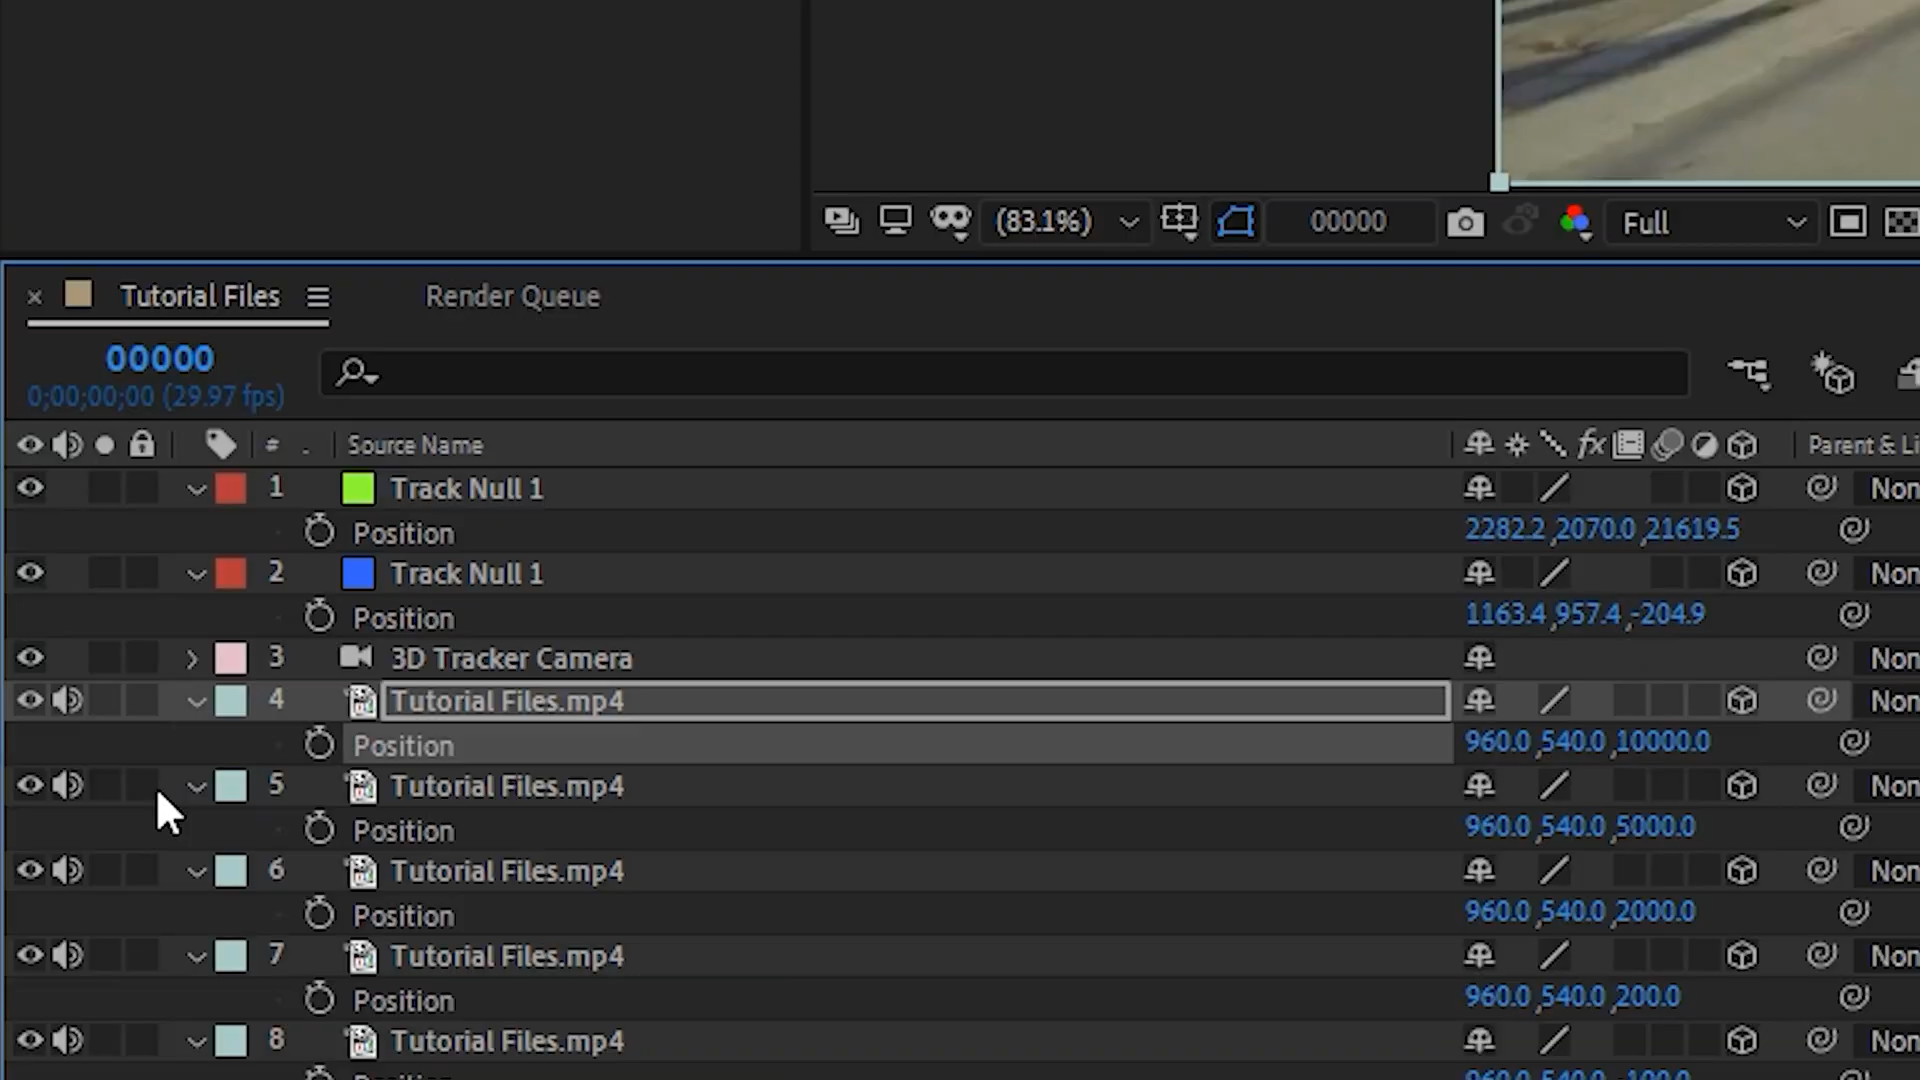 (83.1%) 00000 Full
Tutorial Files Render Queue
00000
0;00;00;00 (29.97 fps)
# . Source Name fx Parent & Li
1 Track Null 1 Non
Position 2282.2 ,2070.0 ,21619.5
2 Track Null 1 Non
Position 1163.4 ,957.4 ,-204.9
3 3D Tracker Camera Non
4 Tutorial Files.mp4 Non
Position 960.0 ,540.0 ,10000.0
5 Tutorial Files.mp4 Non
Position 960.0 ,540.0 ,5000.0
6 Tutorial Files.mp4 Non
Position 960.0 ,540.0 ,2000.0
7 Tutorial Files.mp4 Non
Position 960.0 ,540.0 ,200.0
8 Tutorial Files.mp4 Non